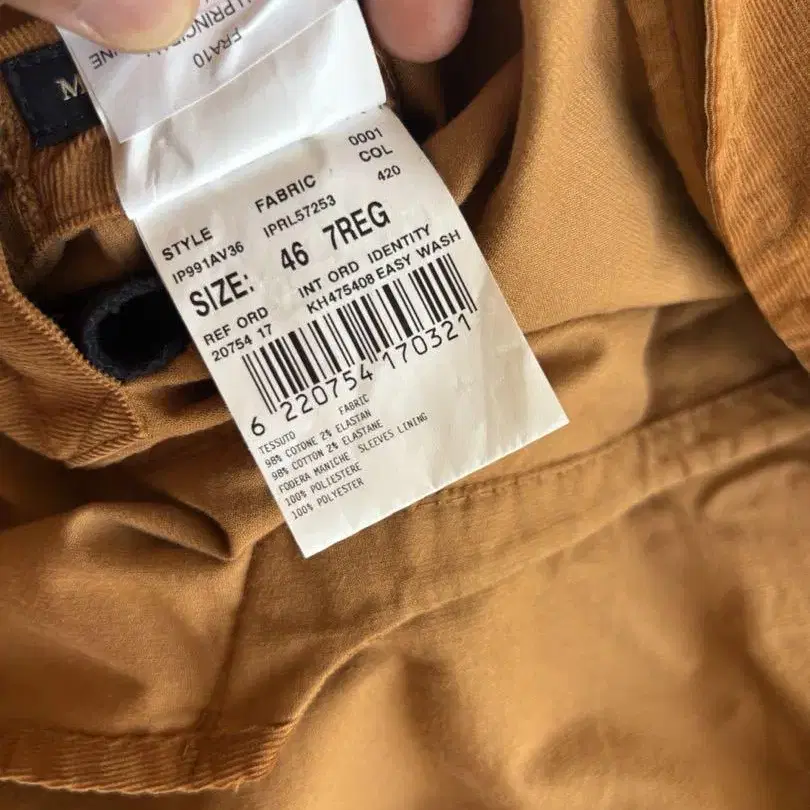 PRINCIPAL
FRA10
M
0001
STYLE FABRIC COL
IP991AV36 IPRL57253 420
SIZE: 46 7REG
REF ORD INT ORD IDENTITY
20754 17 KH475408 EASY WASH
6 220754 170321
TESSUTO FABRIC
98% COTONE 2% ELASTAN
98% COTTON 2% ELASTANE
FODERA MANICHE SLEEVES LINING
100% POLIESTERE
100% POLYESTER